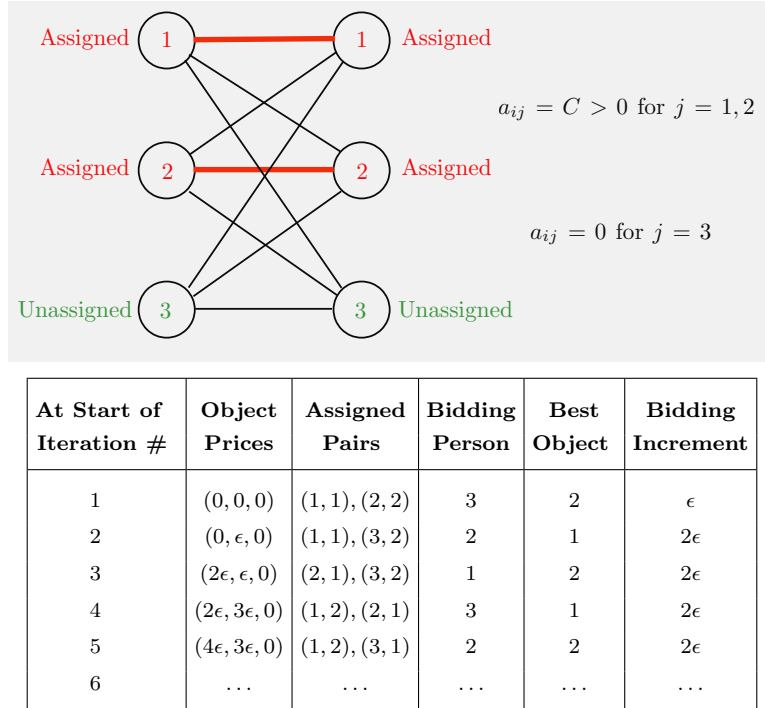 Assigned 1 1 Assigned
a_{ij} = C > 0 for j = 1, 2
Assigned 2 2 Assigned
a_{ij} = 0 for j = 3
Unassigned 3 3 Unassigned
At Start of Object Assigned Bidding Best Bidding
Iteration # Prices Pairs Person Object Increment
1 (0, 0, 0) (1, 1), (2, 2) 3 2 ϵ
2 (0, ϵ, 0) (1, 1), (3, 2) 2 1 2ϵ
3 (2ϵ, ϵ, 0) (2, 1), (3, 2) 1 2 2ϵ
4 (2ϵ, 3ϵ, 0) (1, 2), (2, 1) 3 1 2ϵ
5 (4ϵ, 3ϵ, 0) (1, 2), (3, 1) 2 2 2ϵ
6 ... ... ... ... ...